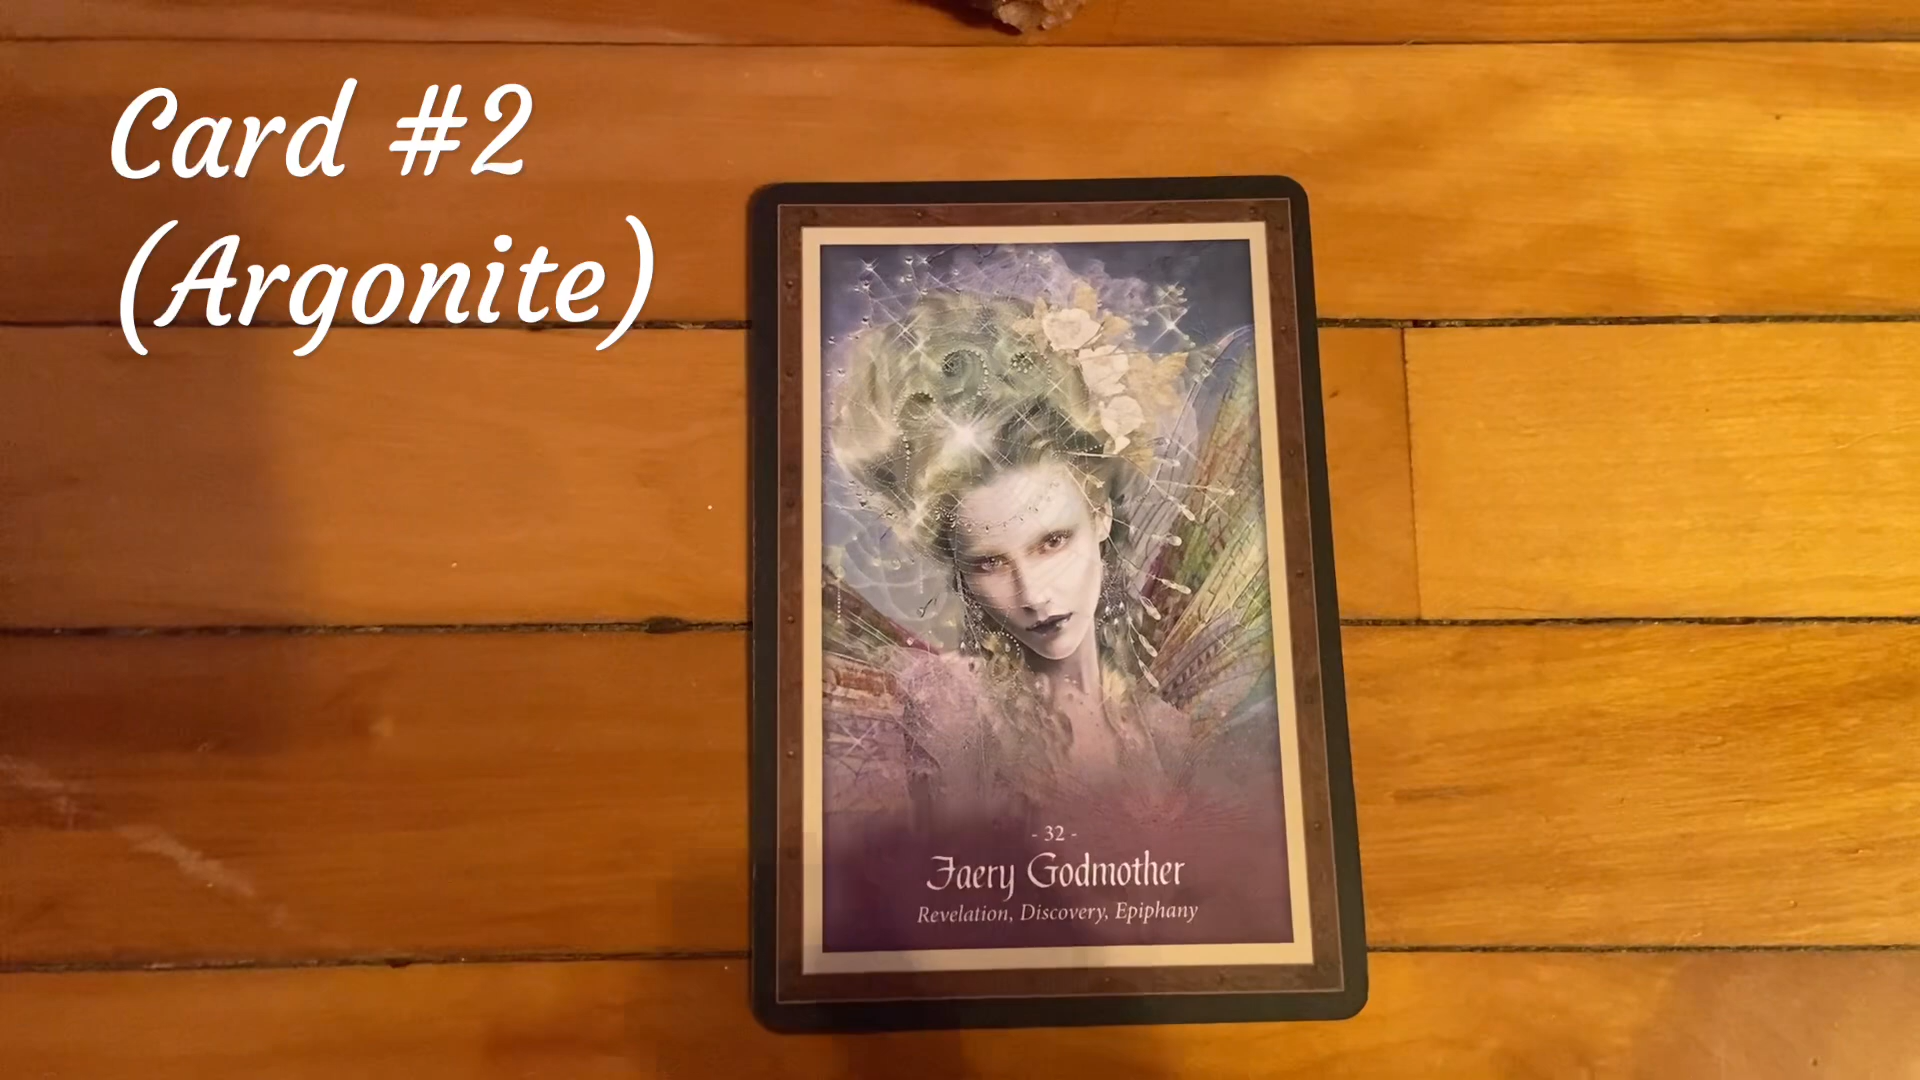 Card #2
(Argonite)
- 32 -
Faery Godmother
Revelation, Discovery, Epiphany